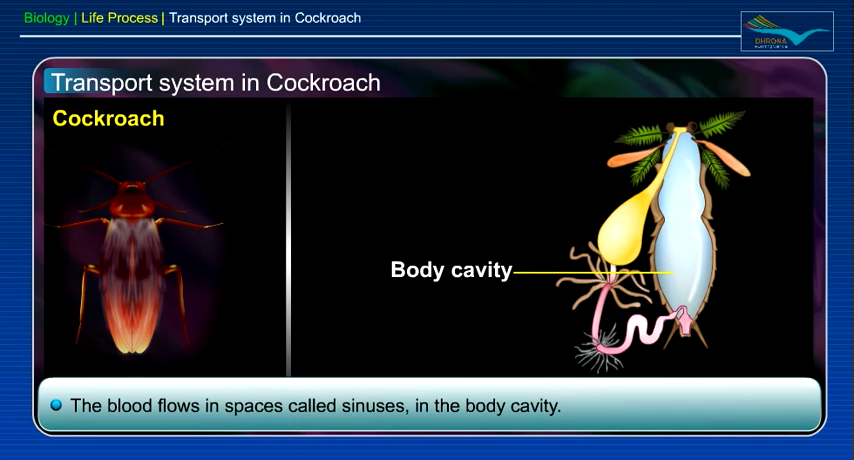 Biology | Life Process | Transport system in Cockroach
DHRONA
Transport system in Cockroach
Cockroach
Body cavity
The blood flows in spaces called sinuses, in the body cavity.